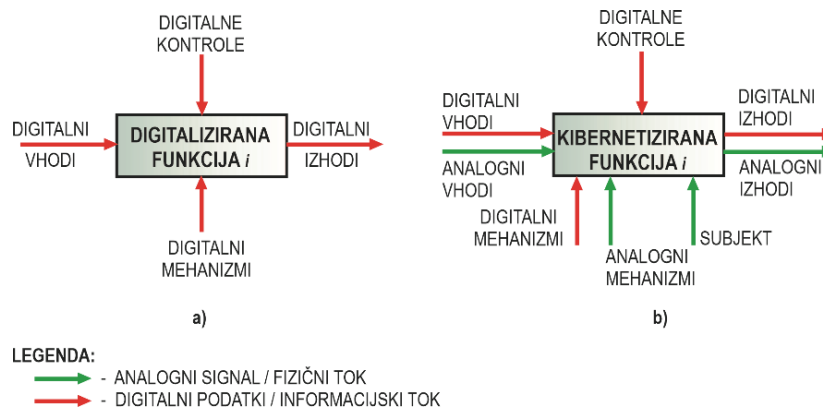 DIGITALNE
KONTROLE
DIGITALNI
VHODI
DIGITALIZIRANA
FUNKCIJA i
DIGITALNI
IZHODI
DIGITALNI
MEHANIZMI
a)
DIGITALNE
KONTROLE
DIGITALNI
VHODI
ANALOGNI
VHODI
KIBERNETIZIRANA
FUNKCIJA i
DIGITALNI
IZHODI
ANALOGNI
IZHODI
DIGITALNI
MEHANIZMI
ANALOGNI
MEHANIZMI
SUBJEKT
b)
LEGENDA:
- ANALOGNI SIGNAL / FIZIČNI TOK
- DIGITALNI PODATKI / INFORMACIJSKI TOK